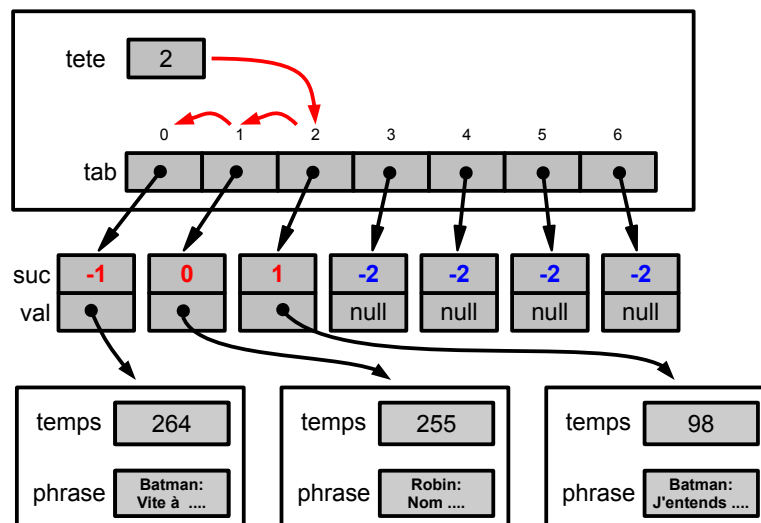 tete 2
0 1 2 3 4 5 6
tab
suc -1 0 1 -2 -2 -2 -2
val null null null null
temps 264 temps 255 temps 98
phrase Batman: phrase Robin: phrase Batman:
Vite à .... Nom .... J'entends ....